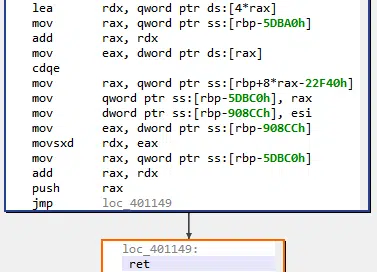 lea rdx, qword ptr ds:[4*rax]
mov rax, qword ptr ss:[rbp-5DBA0h]
add rax, rdx
mov eax, dword ptr ds:[rax]
cdqe
mov rax, qword ptr ss:[rbp+8*rax-22F40h]
mov qword ptr ss:[rbp-5DBC0h], rax
mov dword ptr ss:[rbp-908CCh], esi
mov eax, dword ptr ss:[rbp-908CCh]
movsxd rdx, eax
mov rax, qword ptr ss:[rbp-5DBC0h]
add rax, rdx
push rax
jmp loc_401149
loc_401149:
ret